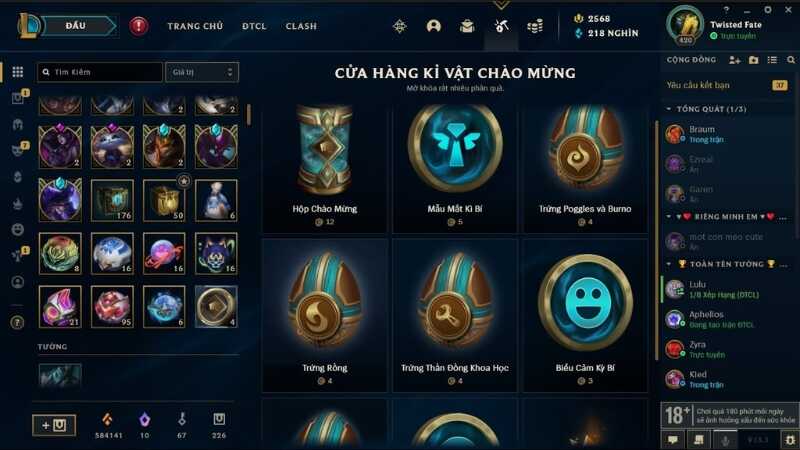 ĐẤU
TRANG CHỦ
ĐTCL
CLASH
2568
218 NGHÌN
420
Twisted Fate
Trực tuyến
Tìm Kiếm
Giá trị
CỬA HÀNG KỈ VẬT CHÀO MỪNG
Mở khóa rất nhiều phần quà.
CỘNG ĐỒNG
Yêu cầu kết bạn
37
TỔNG QUÁT (1/3)
Braum
Trong trận
Ezreal
Ẩn
Garen
Ẩn
RIÊNG MINH EM ...
mot con meo cute
TOÀN TÊN TƯỚNG ...
Lulu
1/8 Xếp Hạng (ĐTCL)
Aphelios
Đang tạo trận ĐTCL
Zyra
Trực tuyến
Kled
Trong trận
1
7
1
2
2
2
2
2
2
2
2
176
50
6
8
16
16
16
21
95
6
4
TƯỚNG
Hộp Chào Mừng
12
Mẫu Mắt Kì Bí
5
Trứng Poggles và Burno
4
Trứng Rồng
4
Trứng Thần Đồng Khoa Học
4
Biểu Cảm Kỳ Bí
3
584141
10
67
226
18+
Chơi quá 180 phút mỗi ngày
sẽ ảnh hưởng xấu đến sức khỏe